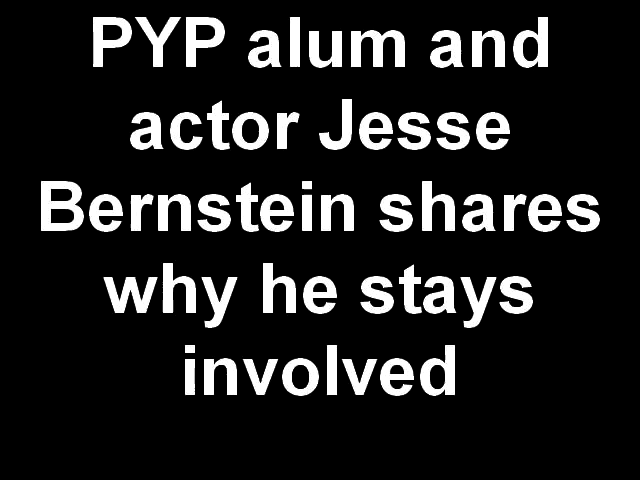 PYP alum and
actor Jesse
Bernstein shares
why he stays
involved